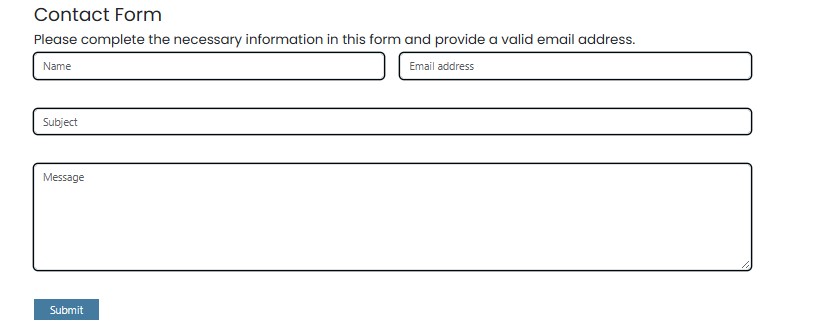 Contact Form
Please complete the necessary information in this form and provide a valid email address.
Name
Email address
Subject
Message
Submit